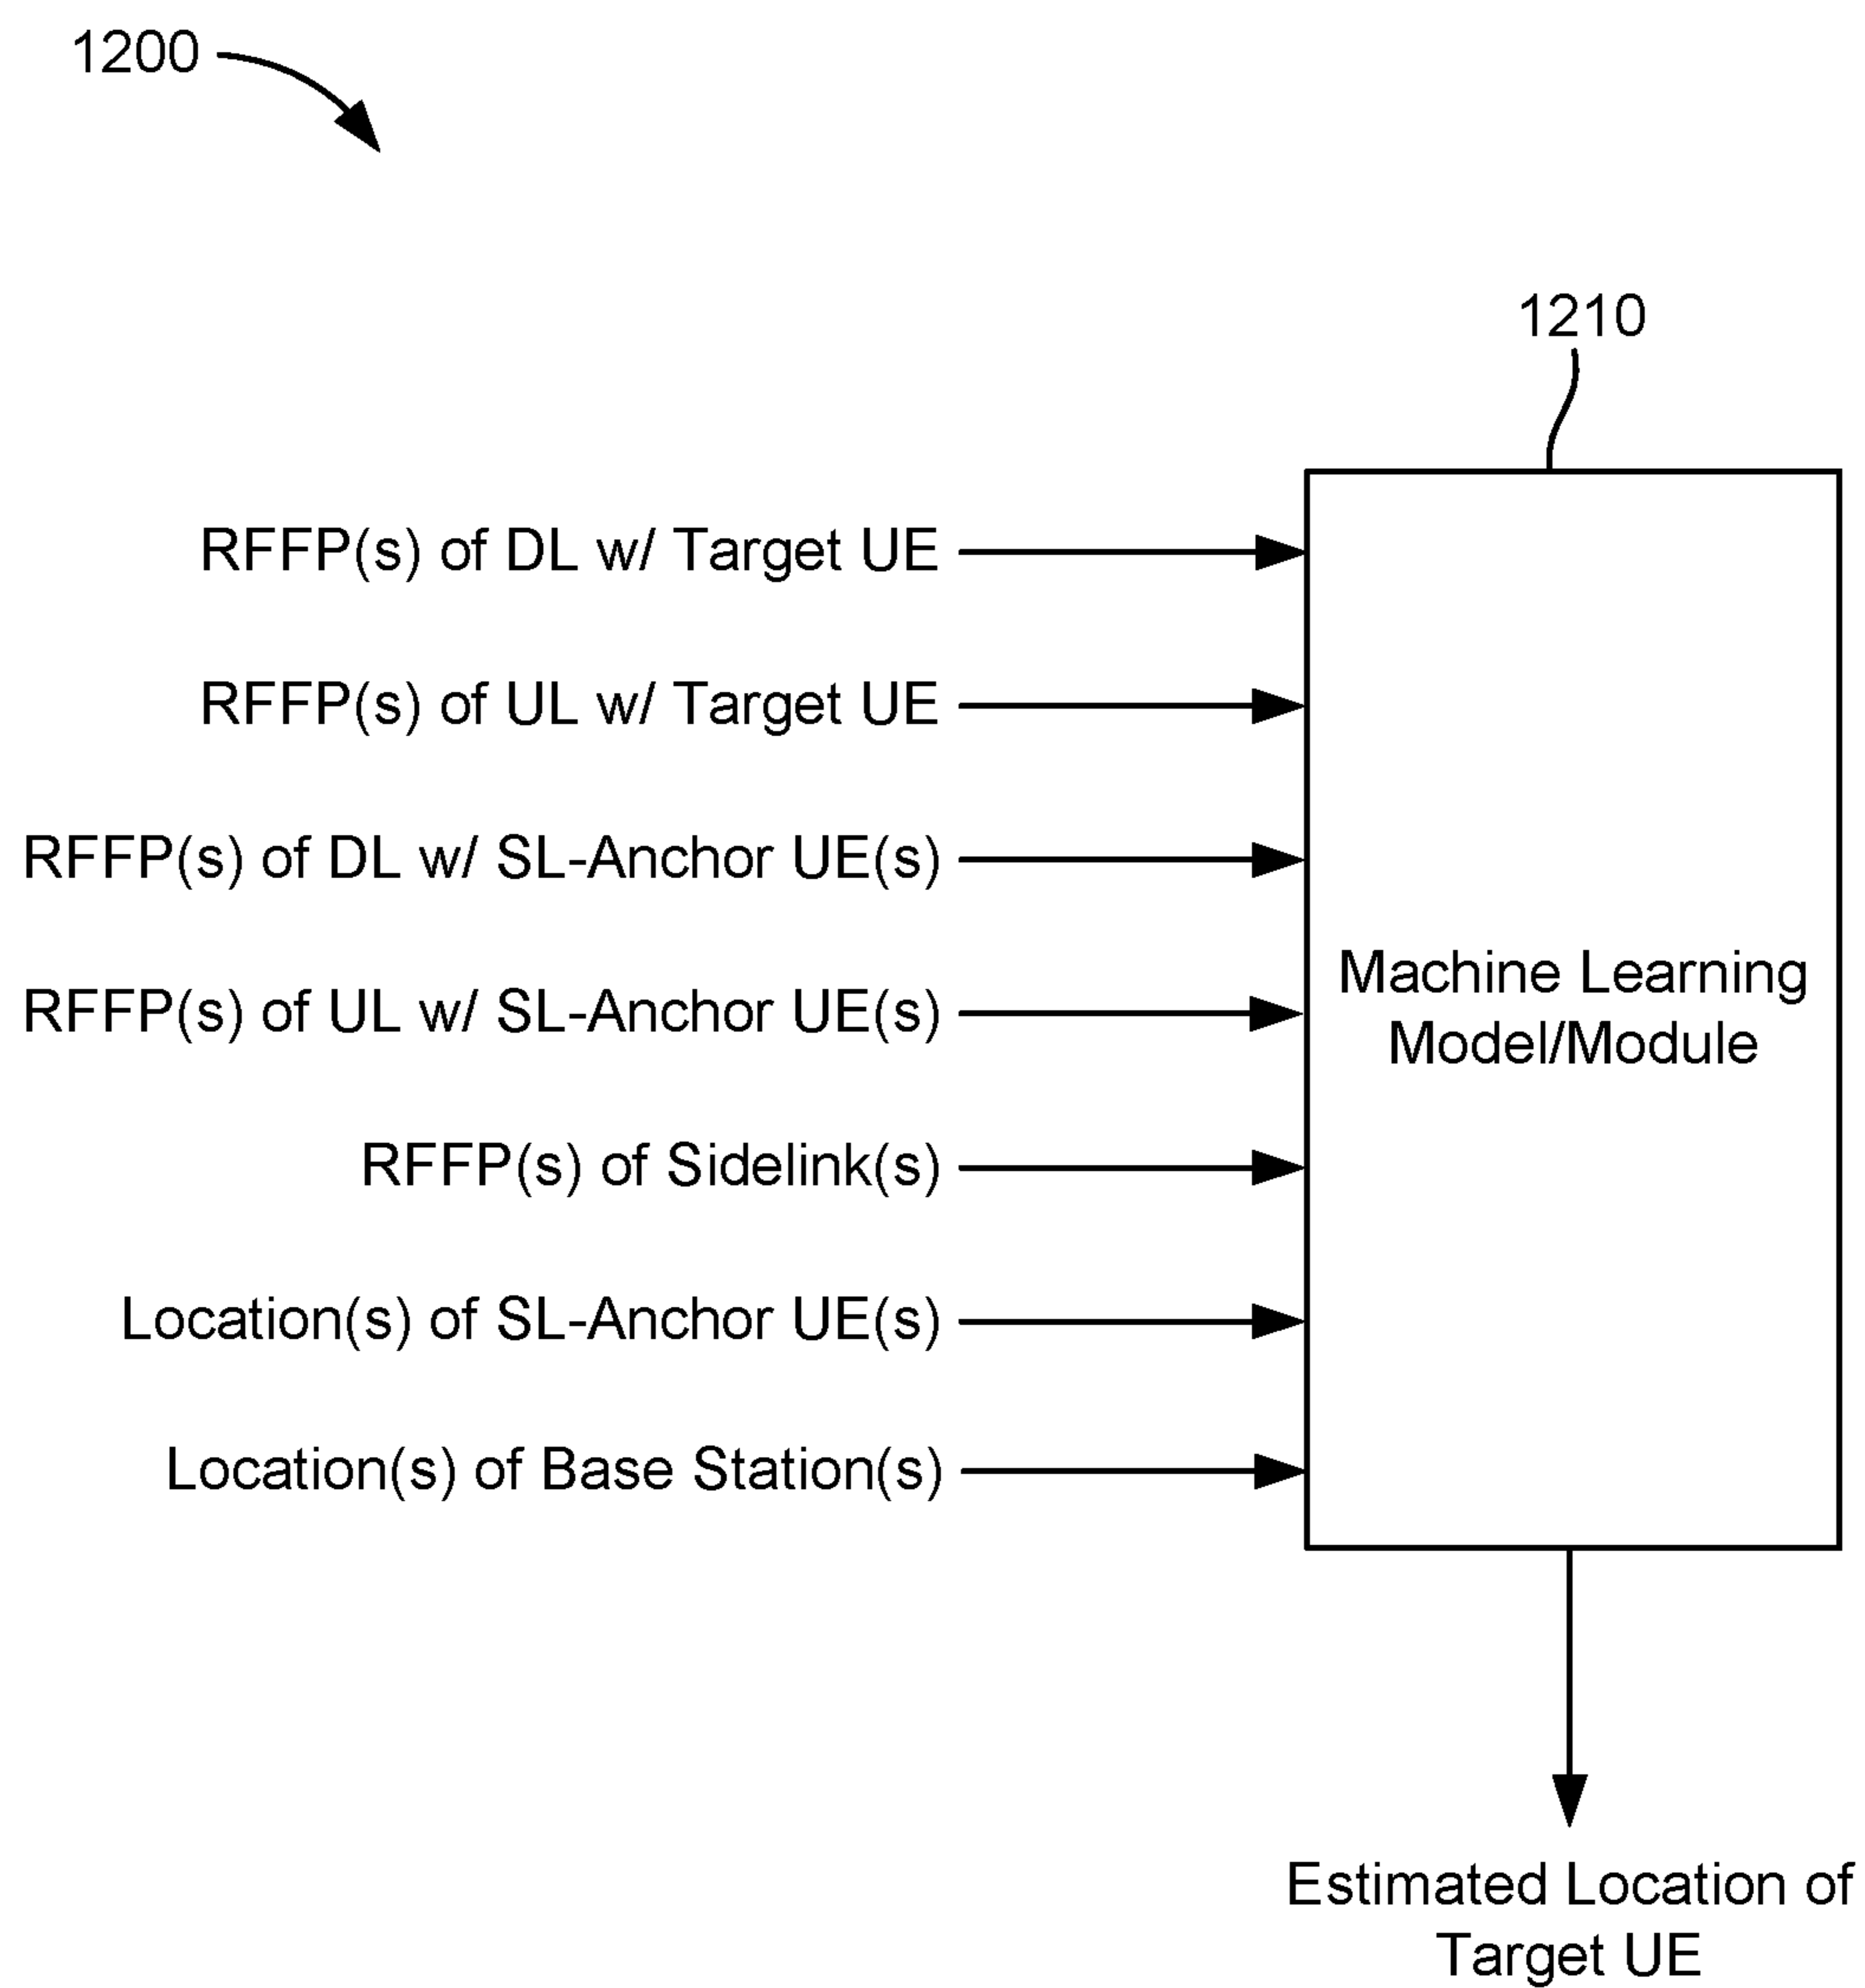 1200
1210
RFFP(s) of DL w/ Target UE
RFFP(s) of UL w/ Target UE
RFFP(s) of DL w/ SL-Anchor UE(s)
RFFP(s) of UL w/ SL-Anchor UE(s)
RFFP(s) of Sidelink(s)
Location(s) of SL-Anchor UE(s)
Location(s) of Base Station(s)
Machine Learning
Model/Module
Estimated Location of
Target UE